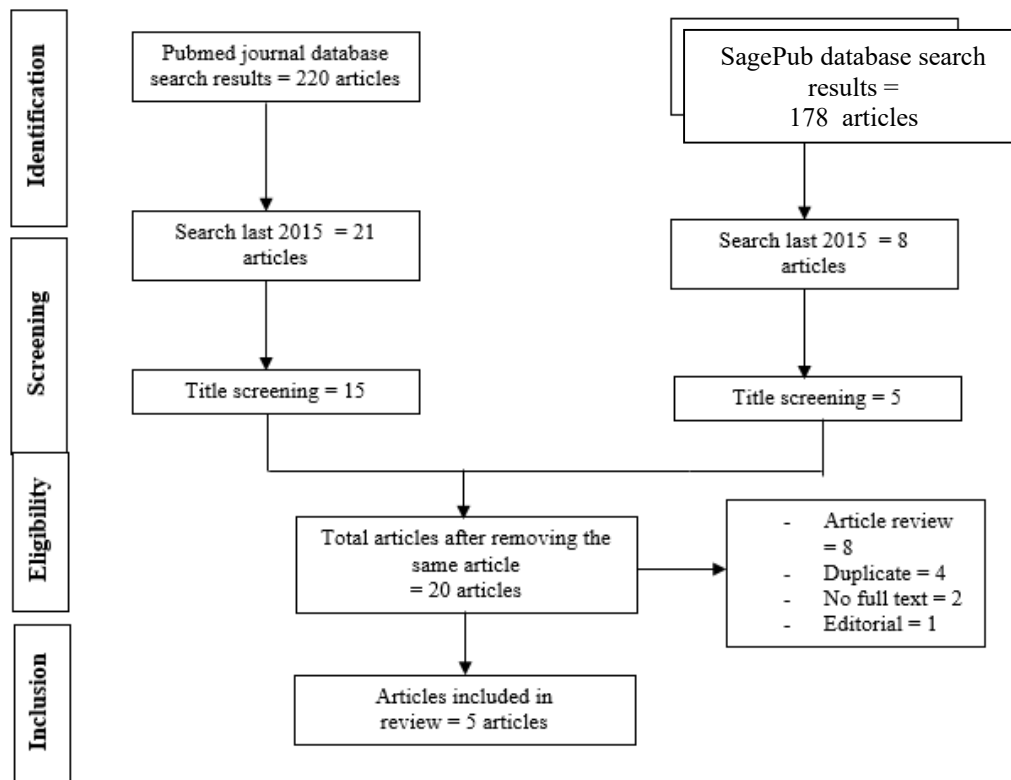 Identification
Pubmed journal database
search results = 220 articles
SagePub database search
results =
178 articles
Search last 2015 = 21
articles
Search last 2015 = 8
articles
Screening
Title screening = 15
Title screening = 5
Eligibility
Total articles after removing the
same article
= 20 articles
- Article review
= 8
- Duplicate = 4
- No full text = 2
- Editorial = 1
Inclusion
Articles included in
review = 5 articles